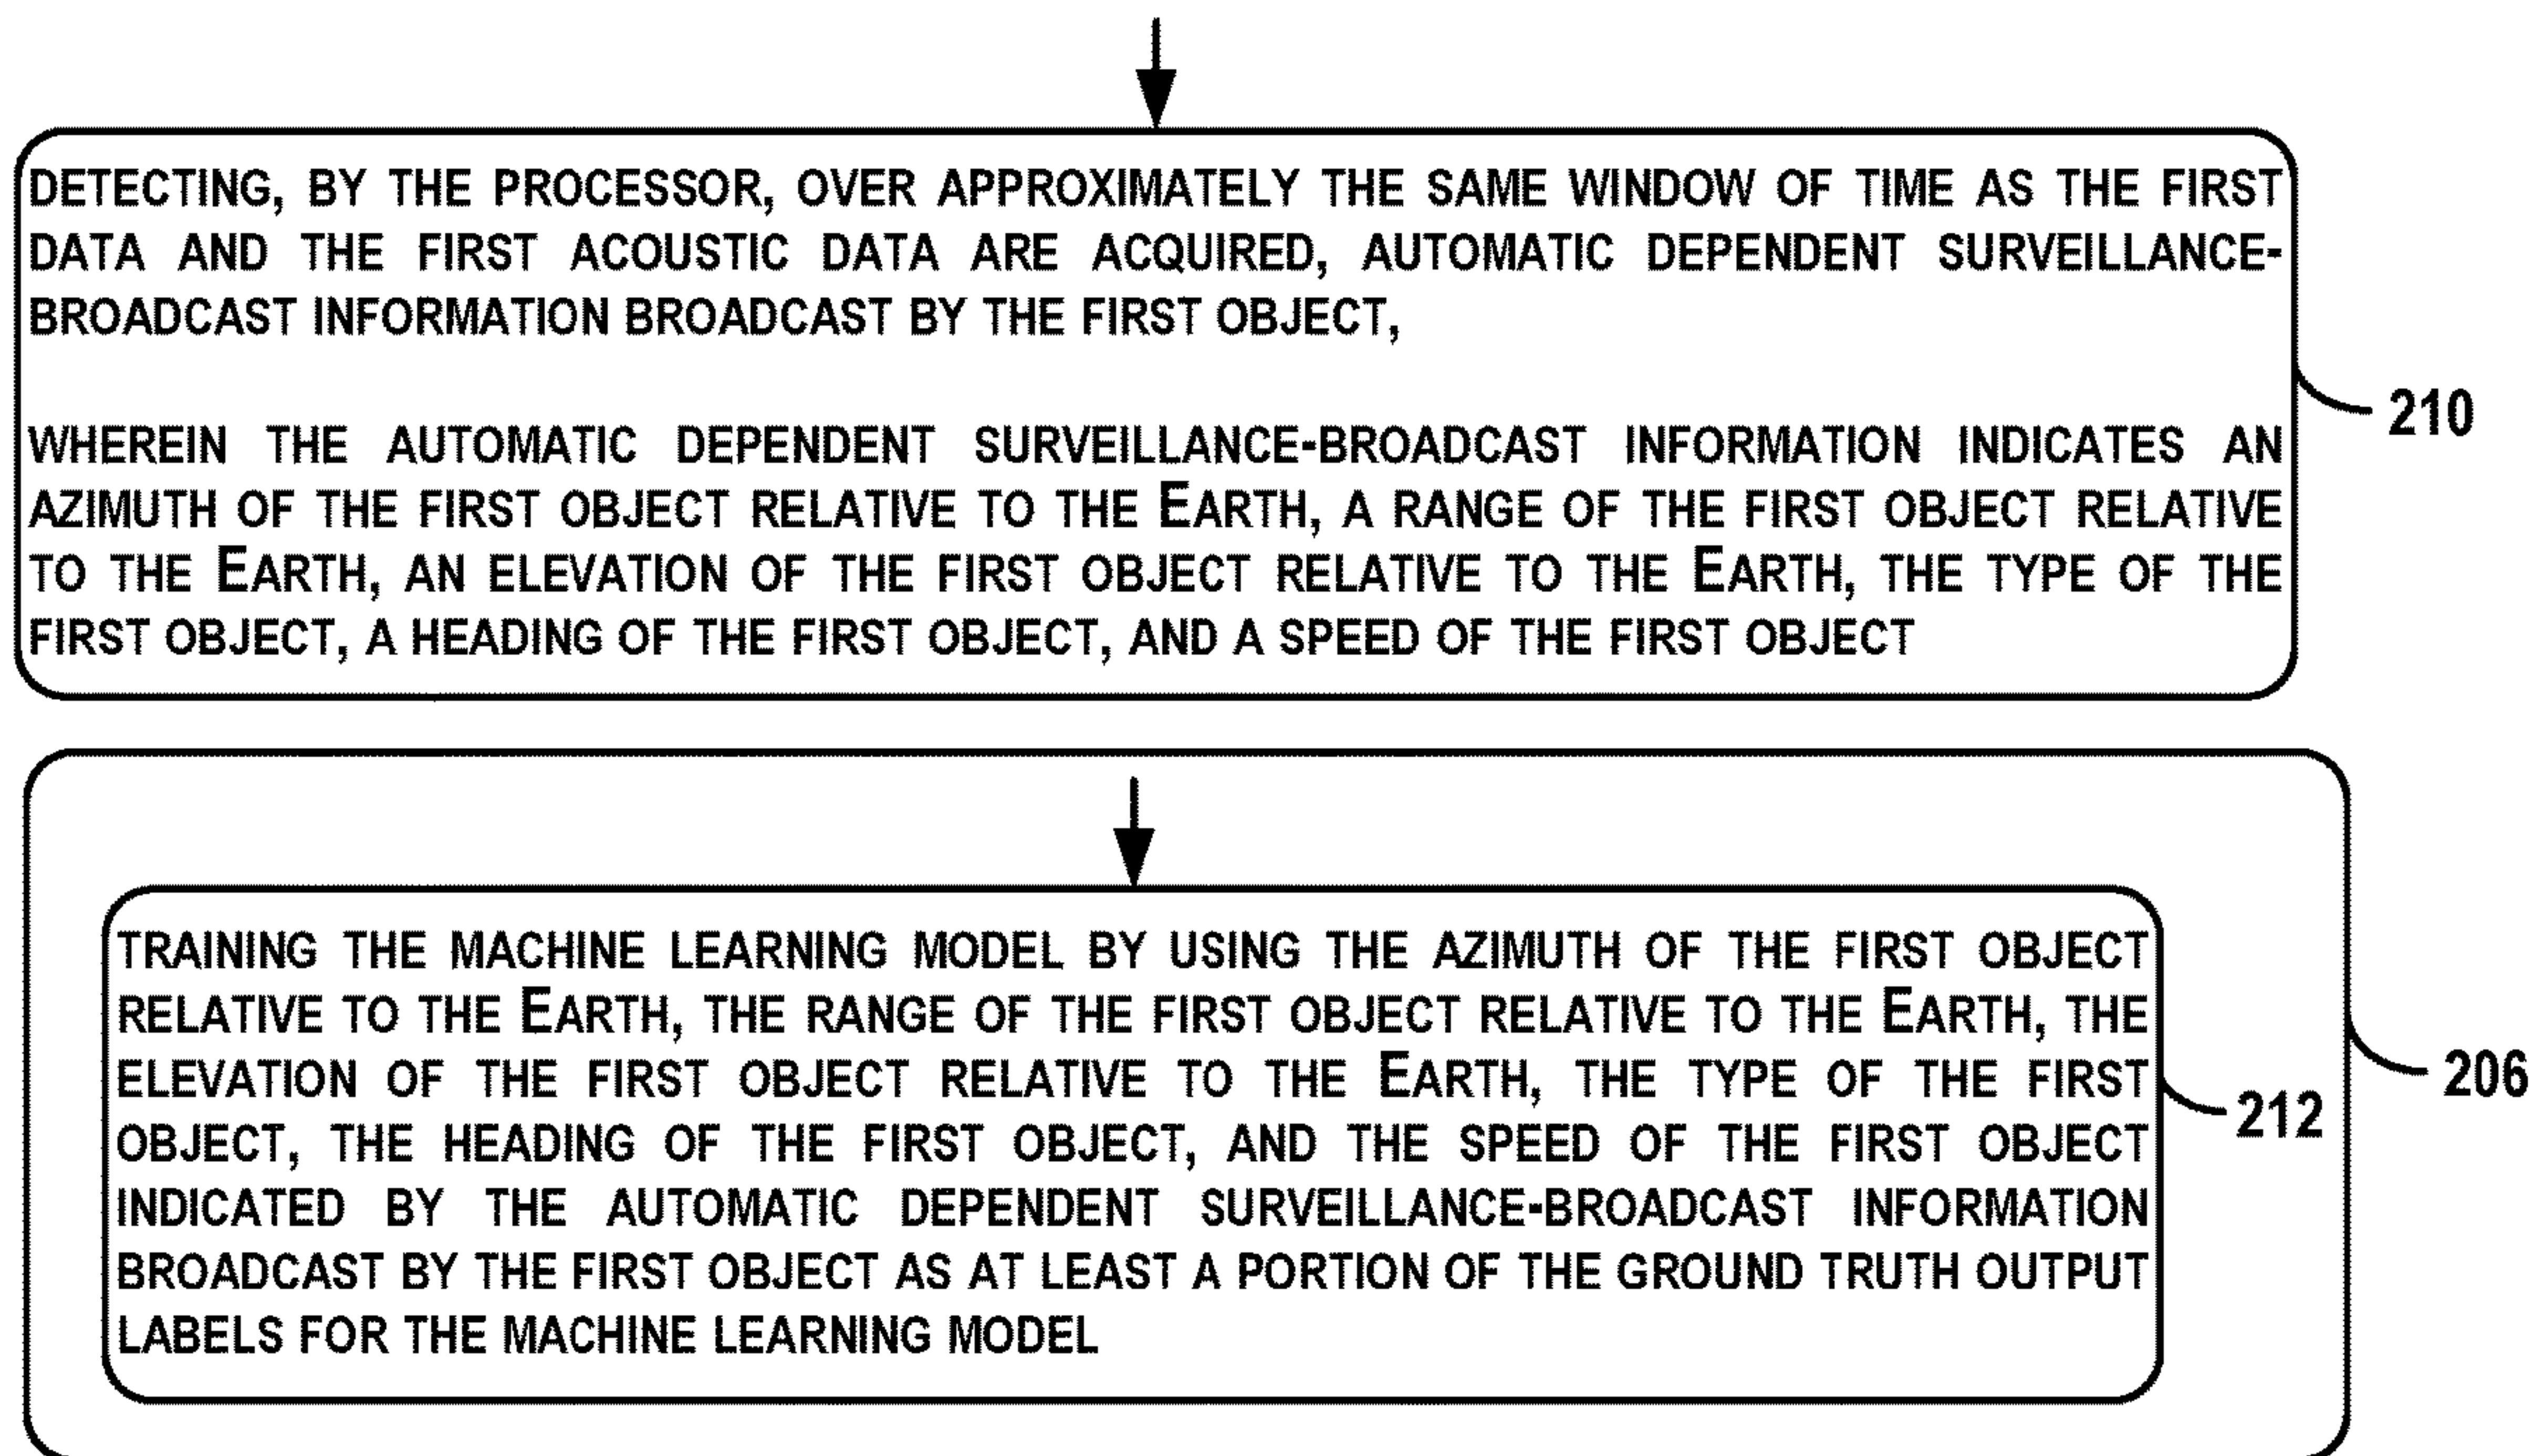 DETECTING, BY THE PROCESSOR, OVER APPROXIMATELY THE SAME WINDOW OF TIME AS THE FIRST
DATA AND THE FIRST ACOUSTIC DATA ARE ACQUIRED, AUTOMATIC DEPENDENT SURVEILLANCE-
BROADCAST INFORMATION BROADCAST BY THE FIRST OBJECT,
WHEREIN THE AUTOMATIC DEPENDENT SURVEILLANCE-BROADCAST INFORMATION INDICATES AN
AZIMUTH OF THE FIRST OBJECT RELATIVE TO THE EARTH, A RANGE OF THE FIRST OBJECT RELATIVE
TO THE EARTH, AN ELEVATION OF THE FIRST OBJECT RELATIVE TO THE EARTH, THE TYPE OF THE
FIRST OBJECT, A HEADING OF THE FIRST OBJECT, AND A SPEED OF THE FIRST OBJECT
210
TRAINING THE MACHINE LEARNING MODEL BY USING THE AZIMUTH OF THE FIRST OBJECT
RELATIVE TO THE EARTH, THE RANGE OF THE FIRST OBJECT RELATIVE TO THE EARTH, THE
ELEVATION OF THE FIRST OBJECT RELATIVE TO THE EARTH, THE TYPE OF THE FIRST
OBJECT, THE HEADING OF THE FIRST OBJECT, AND THE SPEED OF THE FIRST OBJECT
INDICATED BY THE AUTOMATIC DEPENDENT SURVEILLANCE-BROADCAST INFORMATION
BROADCAST BY THE FIRST OBJECT AS AT LEAST A PORTION OF THE GROUND TRUTH OUTPUT
LABELS FOR THE MACHINE LEARNING MODEL
212
206